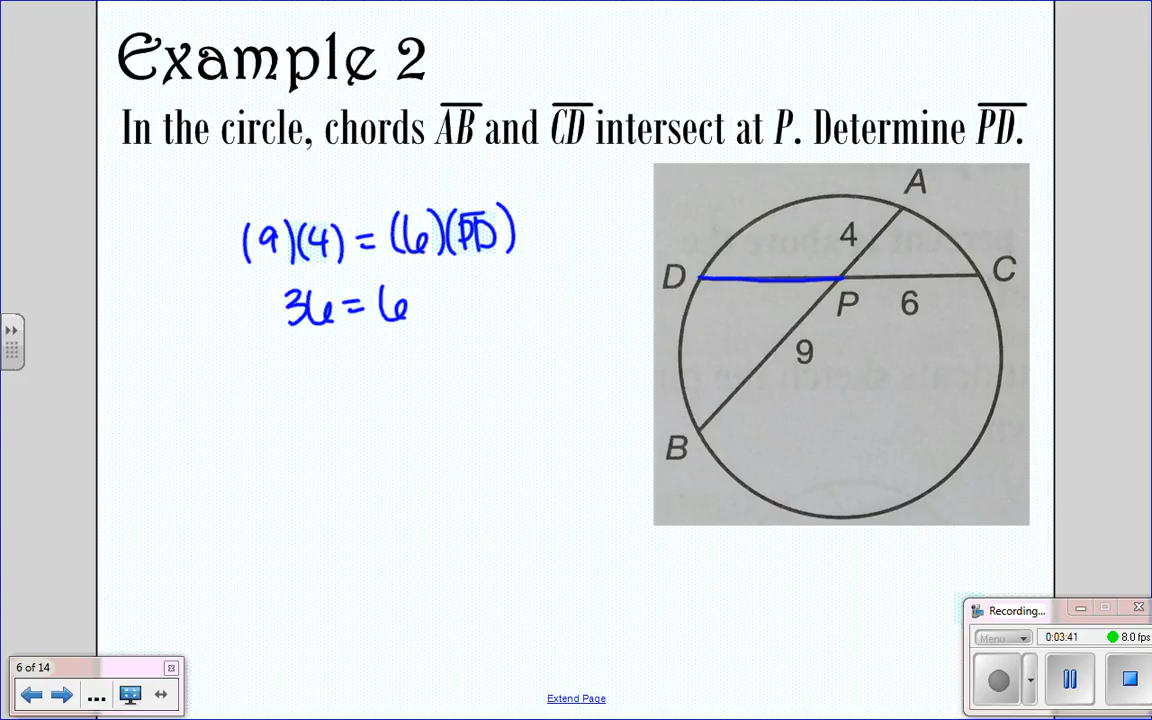 Example 2
In the circle, chords AB and CD intersect at P. Determine PD.
(9)(4) = (6)(PD)
36 = 6
A
4
D
C
P
6
9
B
Recording...
Menu
0:03:41
8.0 fps
6 of 14
...
Extend Page